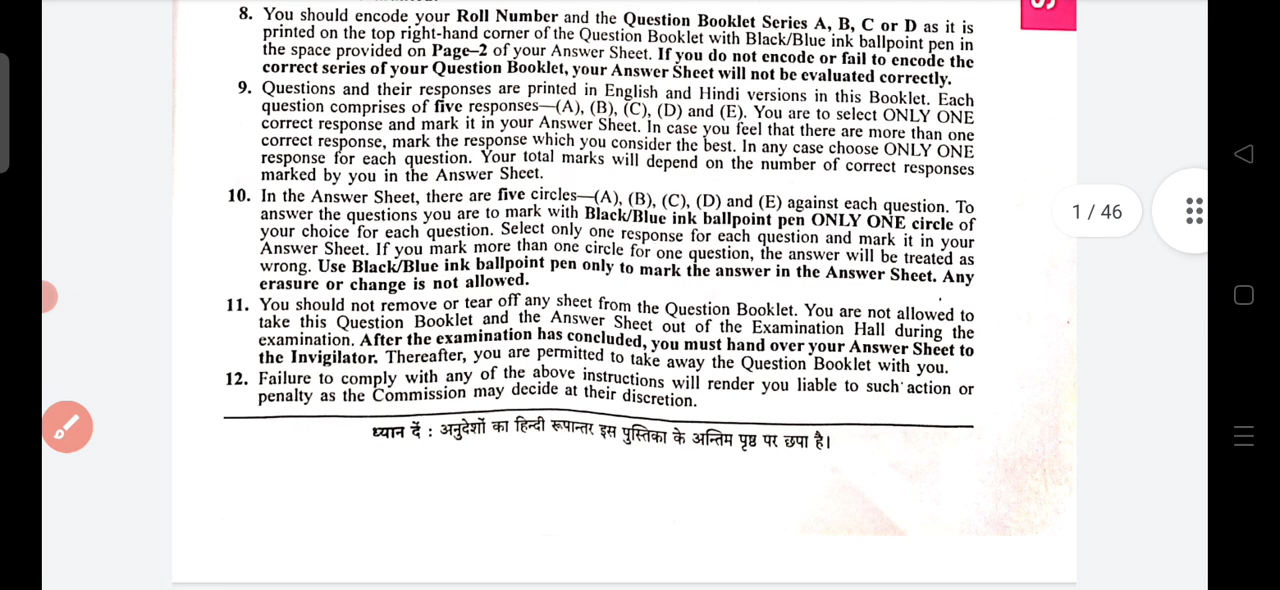 8. You should encode your Roll Number and the Question Booklet Series A, B, C or D as it is
printed on the top right-hand corner of the Question Booklet with Black/Blue ink ballpoint pen in
the space provided on Page–2 of your Answer Sheet. If you do not encode or fail to encode the
correct series of your Question Booklet, your Answer Sheet will not be evaluated correctly.
9. Questions and their responses are printed in English and Hindi versions in this Booklet. Each
question comprises of five responses—(A), (B), (C), (D) and (E). You are to select ONLY ONE
correct response and mark it in your Answer Sheet. In case you feel that there are more than one
correct response, mark the response which you consider the best. In any case choose ONLY ONE
response for each question. Your total marks will depend on the number of correct responses
marked by you in the Answer Sheet.
10. In the Answer Sheet, there are five circles—(A), (B), (C), (D) and (E) against each question. To
answer the questions you are to mark with Black/Blue ink ballpoint pen ONLY ONE circle of
your choice for each question. Select only one response for each question and mark it in your
Answer Sheet. If you mark more than one circle for one question, the answer will be treated as
wrong. Use Black/Blue ink ballpoint pen only to mark the answer in the Answer Sheet. Any
erasure or change is not allowed.
11. You should not remove or tear off any sheet from the Question Booklet. You are not allowed to
take this Question Booklet and the Answer Sheet out of the Examination Hall during the
examination. After the examination has concluded, you must hand over your Answer Sheet to
the Invigilator. Thereafter, you are permitted to take away the Question Booklet with you.
12. Failure to comply with any of the above instructions will render you liable to such action or
penalty as the Commission may decide at their discretion.
ध्यान दें : अनुदेशों का हिन्दी रूपान्तर इस पुस्तिका के अन्तिम पृष्ठ पर छपा है।
1 / 46